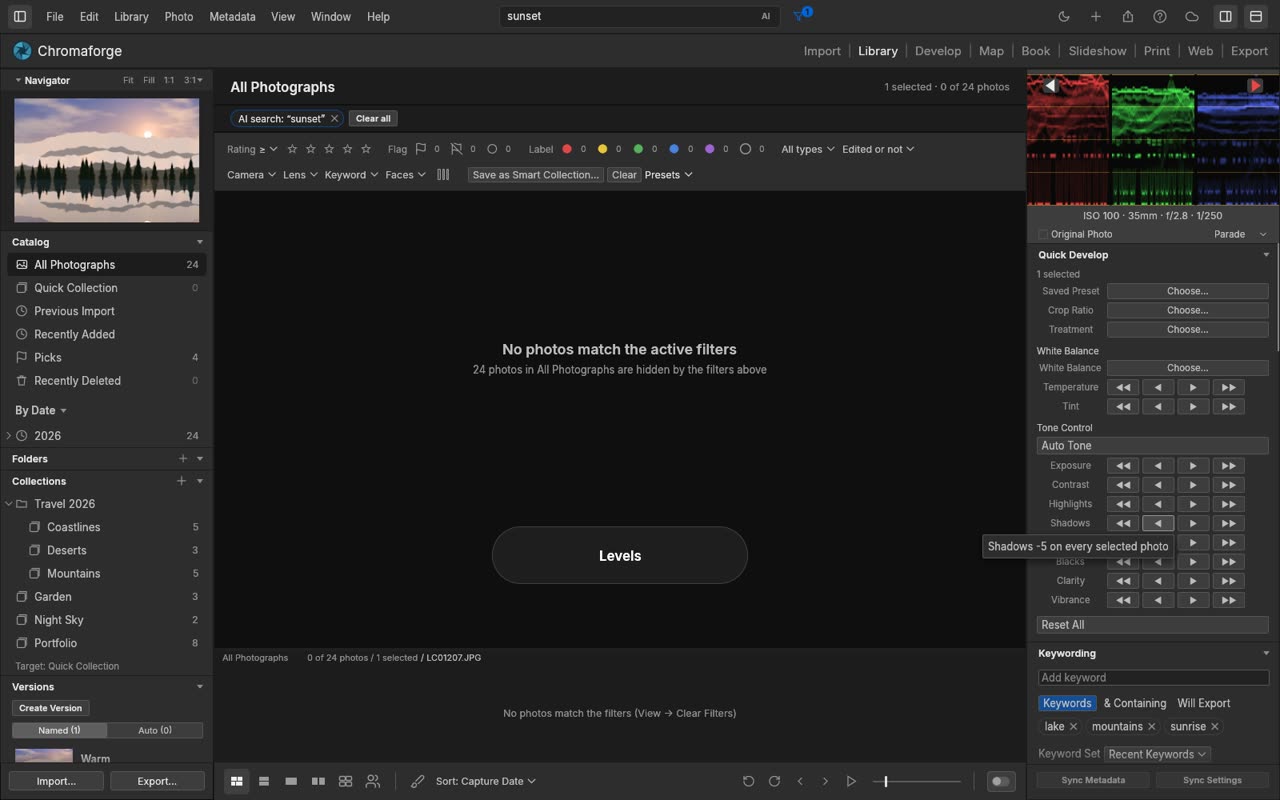 File Edit Library Photo Metadata View Window Help
sunset AI 1
Chromaforge
Import Library Develop Map Book Slideshow Print Web Export
Navigator Fit Fill 1:1 3:1
Catalog
All Photographs 24
Quick Collection 0
Previous Import
Recently Added
Picks 4
Recently Deleted 0
By Date
2026 24
Folders
Collections
Travel 2026
Coastlines 5
Deserts 3
Mountains 5
Garden 3
Night Sky 2
Portfolio 8
Target: Quick Collection
Versions
Create Version
Named (1) Auto (0)
Warm
Import... Export...
All Photographs 1 selected · 0 of 24 photos
AI search: “sunset” Clear all
Rating ≥ Flag 0 0 0 Label 0 0 0 0 0 0 All types Edited or not
Camera Lens Keyword Faces Save as Smart Collection... Clear Presets
No photos match the active filters
24 photos in All Photographs are hidden by the filters above
Levels
All Photographs 0 of 24 photos / 1 selected / LC01207.JPG
No photos match the filters (View → Clear Filters)
Sort: Capture Date
ISO 100 · 35mm · f/2.8 · 1/250
Original Photo Parade
Quick Develop
1 selected
Saved Preset Choose...
Crop Ratio Choose...
Treatment Choose...
White Balance
White Balance Choose...
Temperature
Tint
Tone Control
Auto Tone
Exposure
Contrast
Highlights
Shadows
Shadows -5 on every selected photo
Blacks
Clarity
Vibrance
Reset All
Keywording
Add keyword
Keywords & Containing Will Export
lake mountains sunrise
Keyword Set Recent Keywords
Sync Metadata Sync Settings